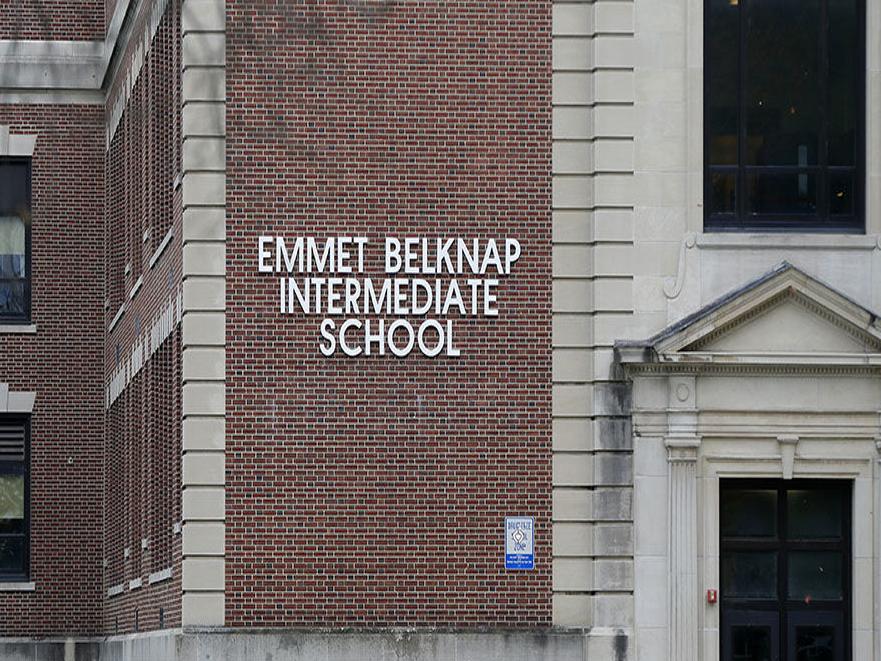 EMMET BELKNAP
INTERMEDIATE
SCHOOL